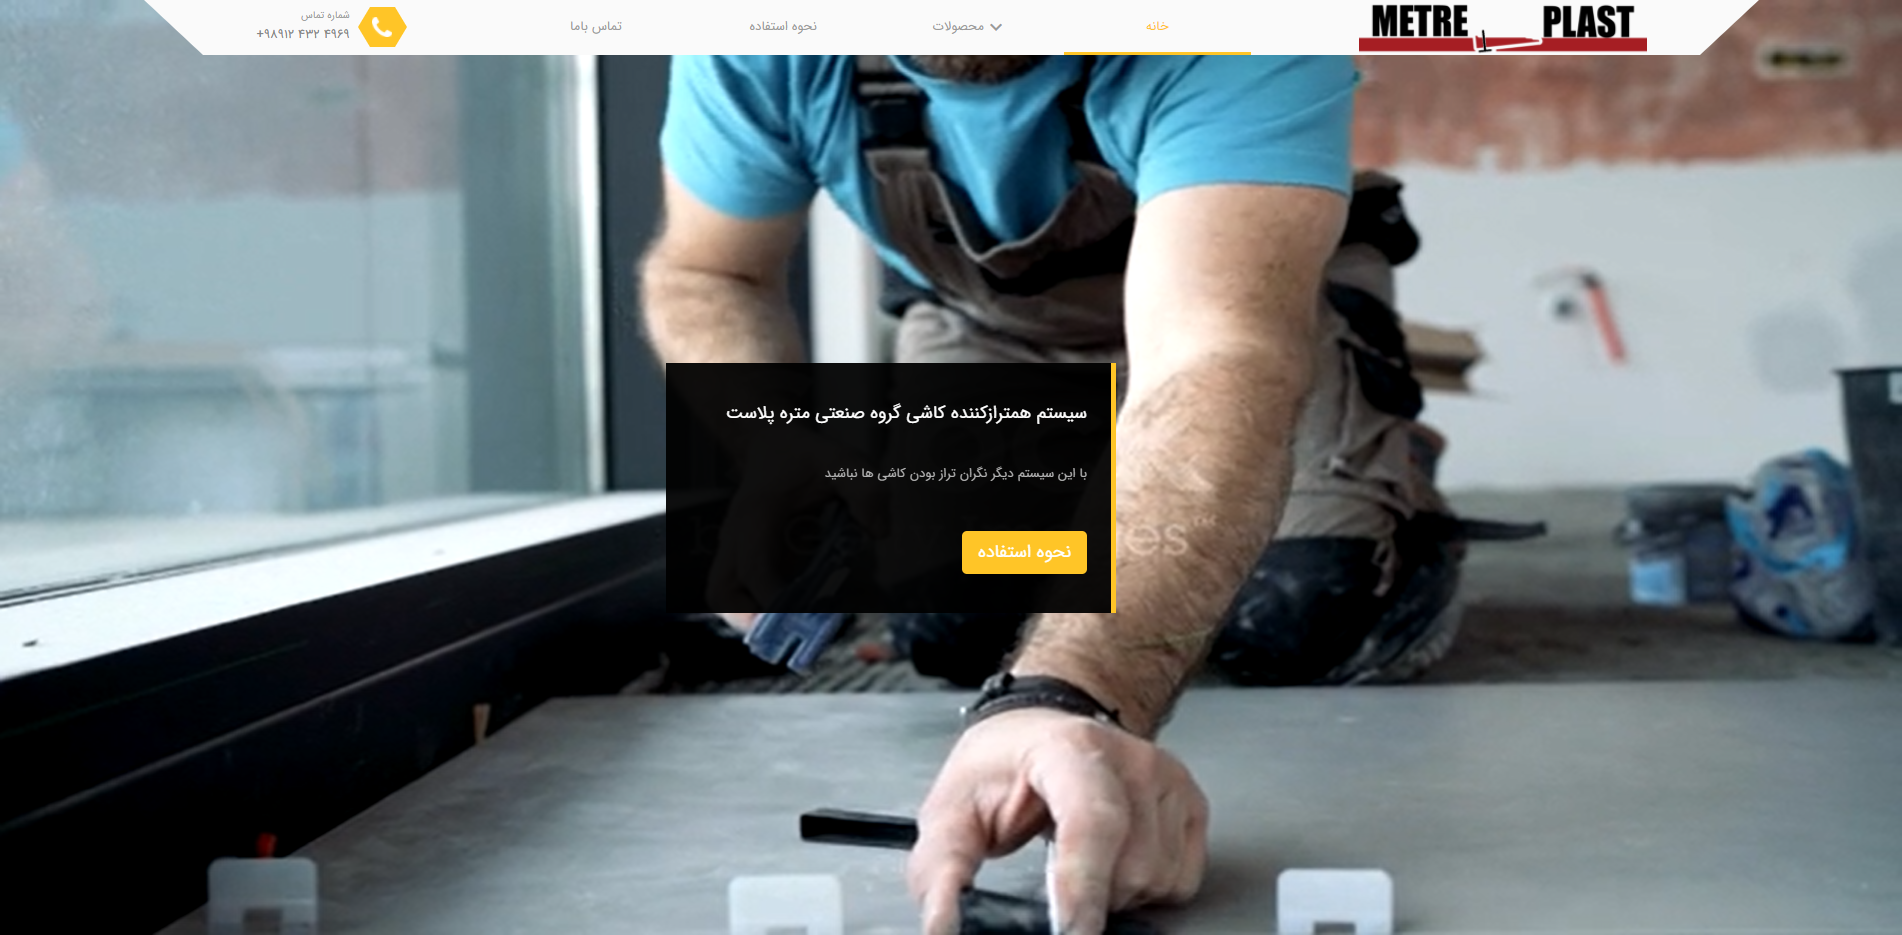 METRE PLAST
خانه
محصولات
نحوه استفاده
تماس باما
شماره تماس
+۹۸۹۱۲ ۴۳۲ ۴۹۶۹
سیستم همترازکننده کاشی گروه صنعتی متره پلاست
با این سیستم دیگر نگران تراز بودن کاشی ها نباشید
نحوه استفاده